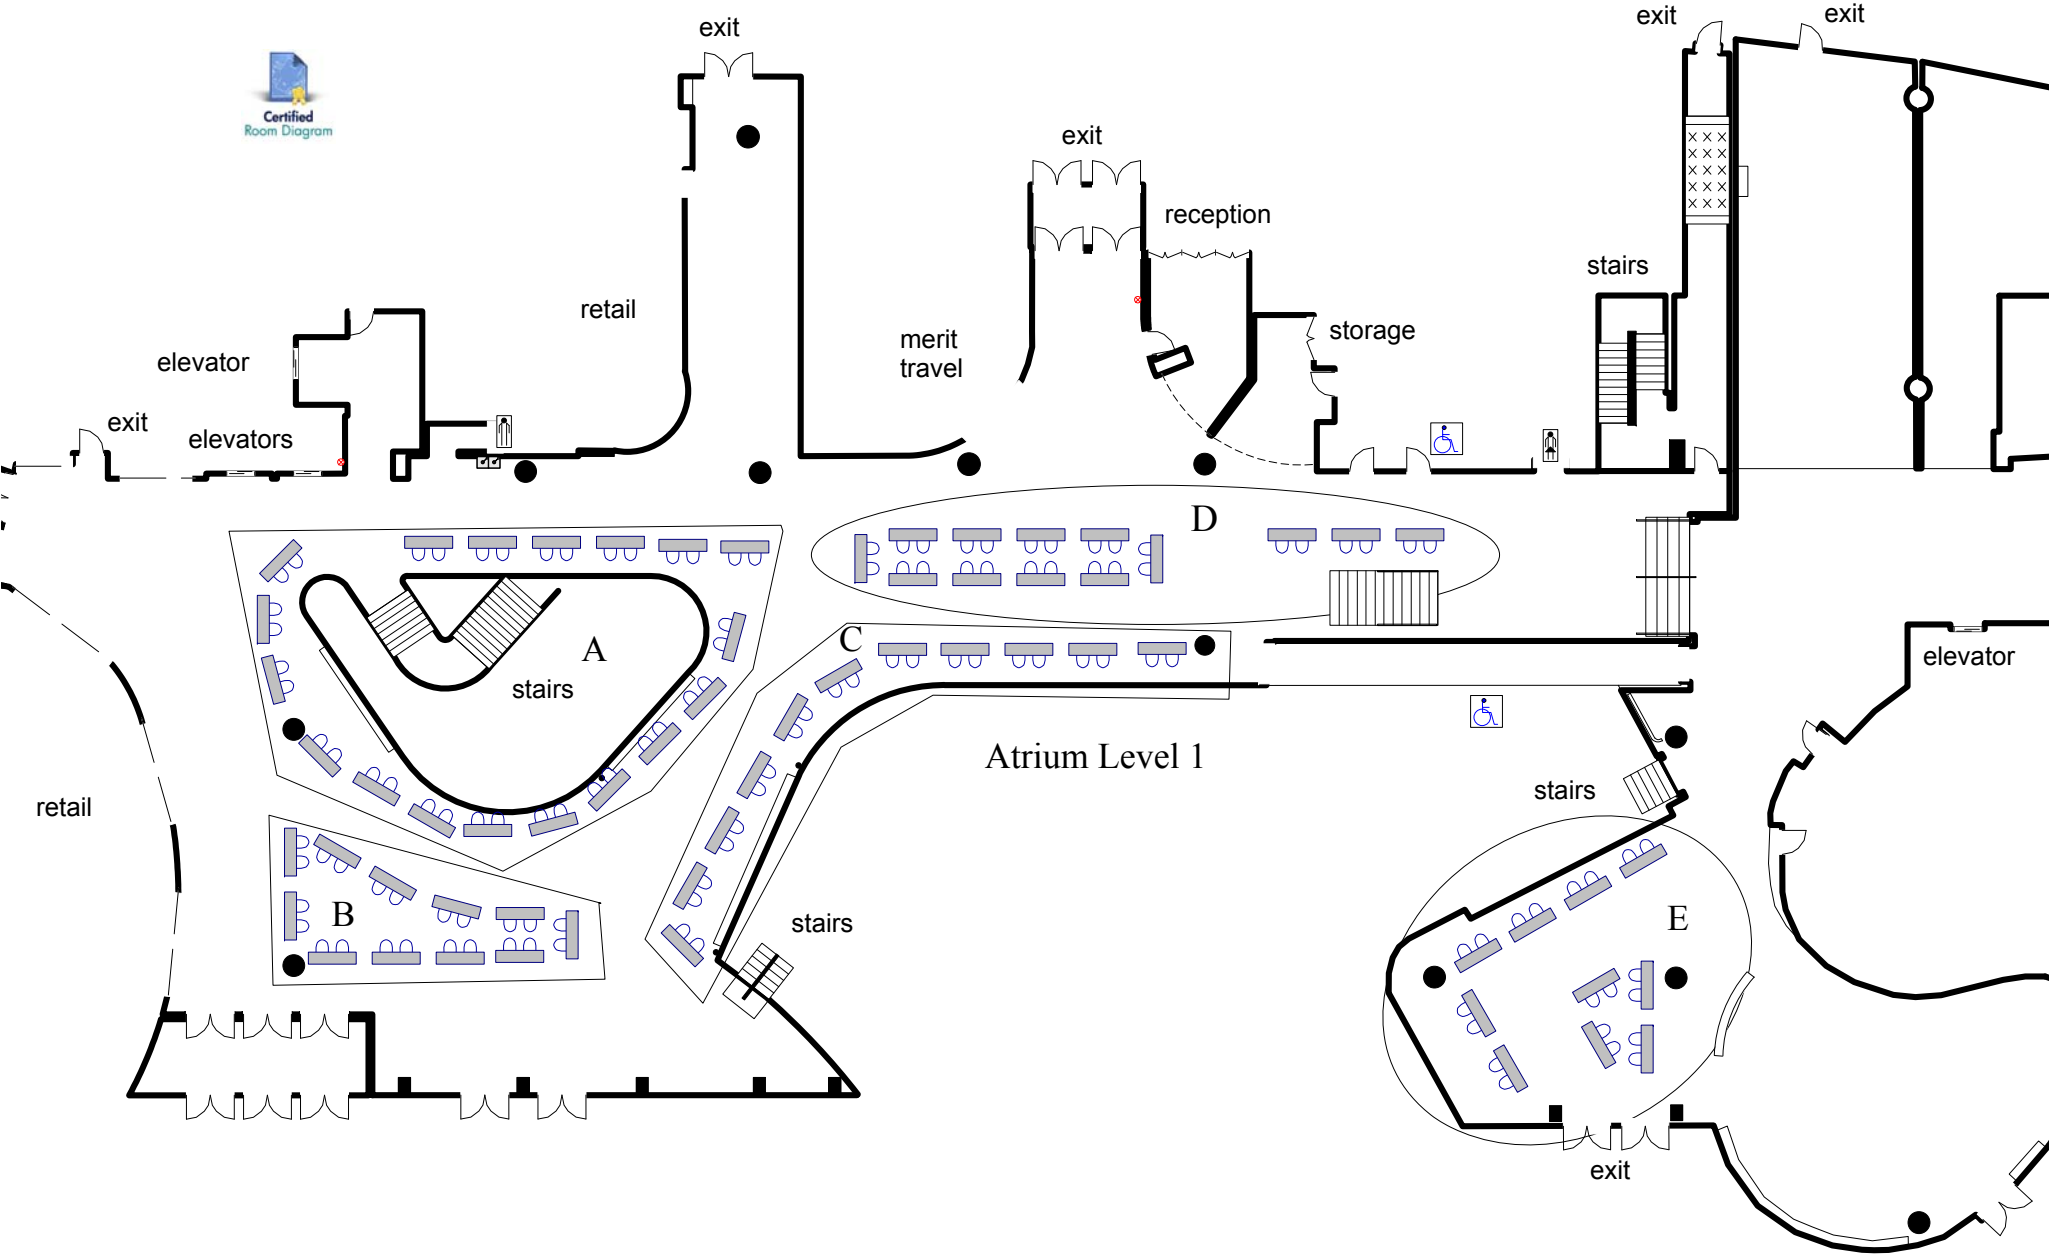 exit
exit
exit
Certified
Room Diagram
exit
reception
stairs
retail
storage
merit
travel
elevator
exit
elevators
D
C
A
stairs
elevator
Atrium Level 1
stairs
retail
B
stairs
E
exit